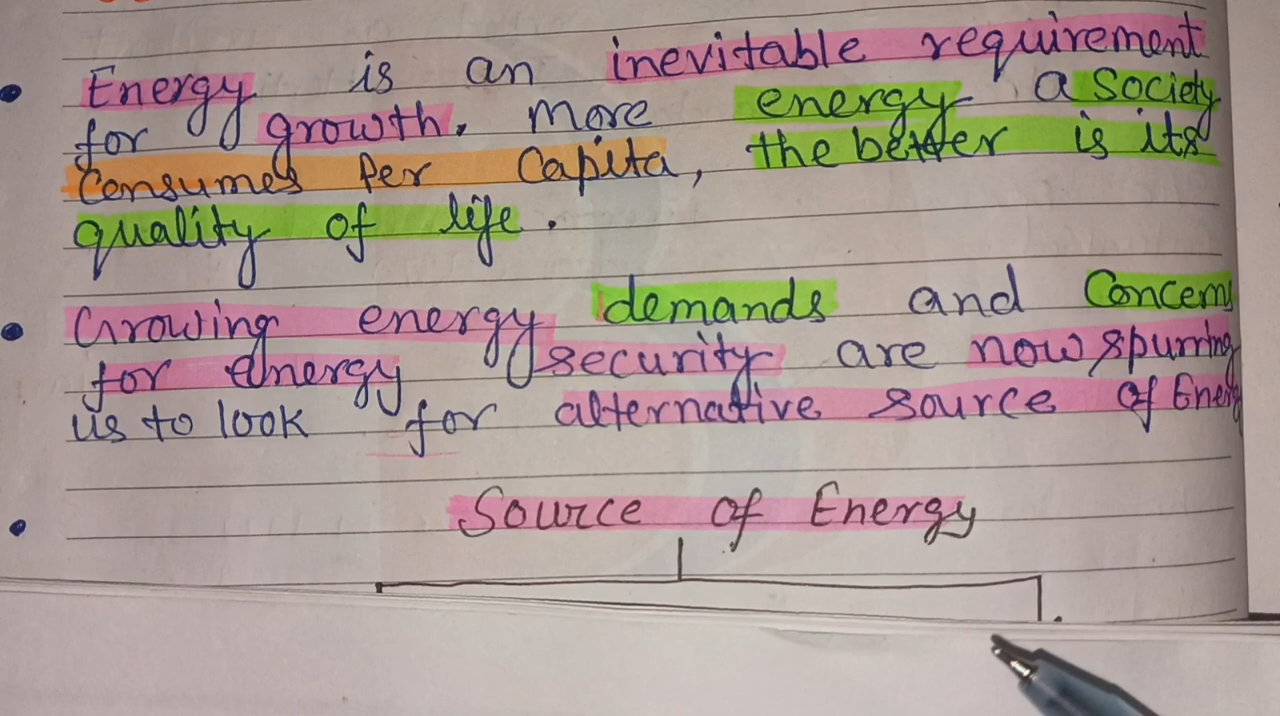 Energy is an inevitable requirement
for growth. More energy a Society
Consumes Per Capita, the better is its
quality of life.
Growing energy demands and Concerns
for energy security are now spurring
us to look for alternative source of Energy
Source of Energy